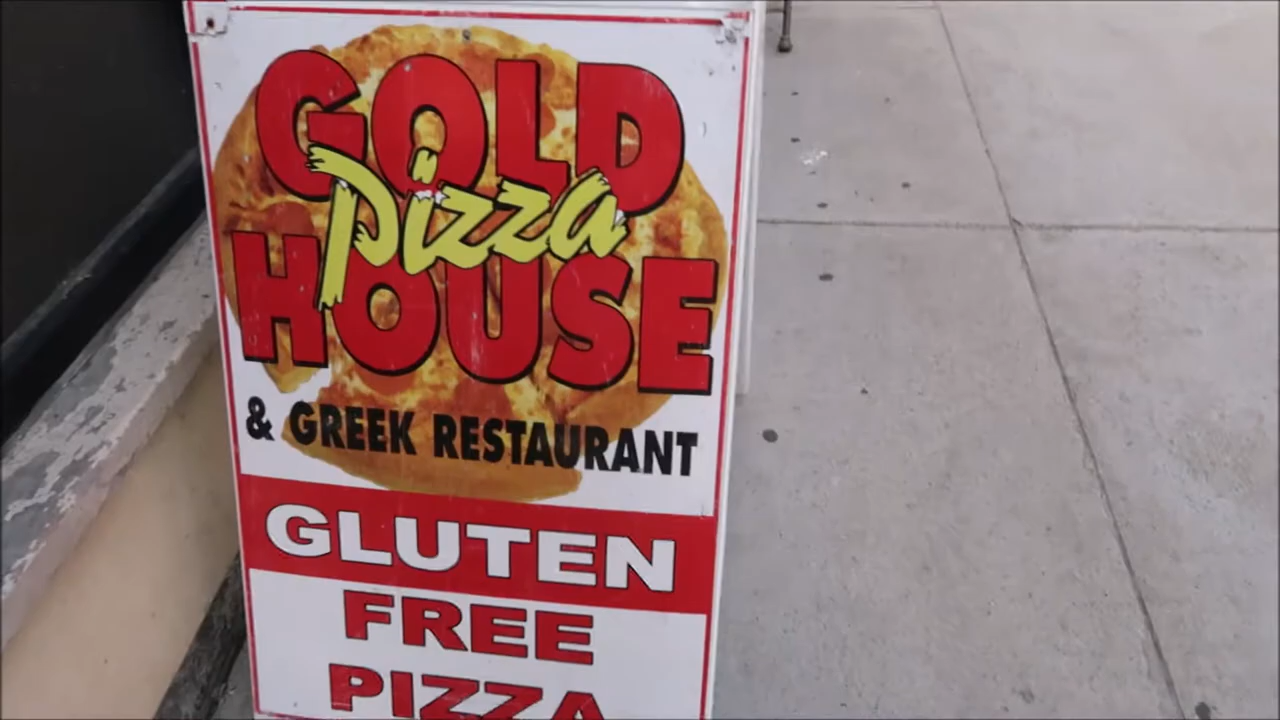 GOLD
Pizza
HOUSE
& GREEK RESTAURANT
GLUTEN
FREE
PIZZA